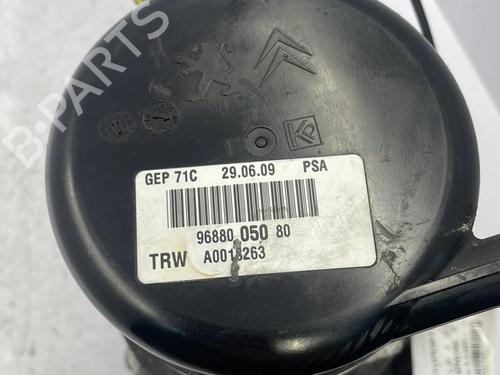 B-PARTS
GEP 71C 29.06.09 PSA
96880 050 80
TRW A0018263